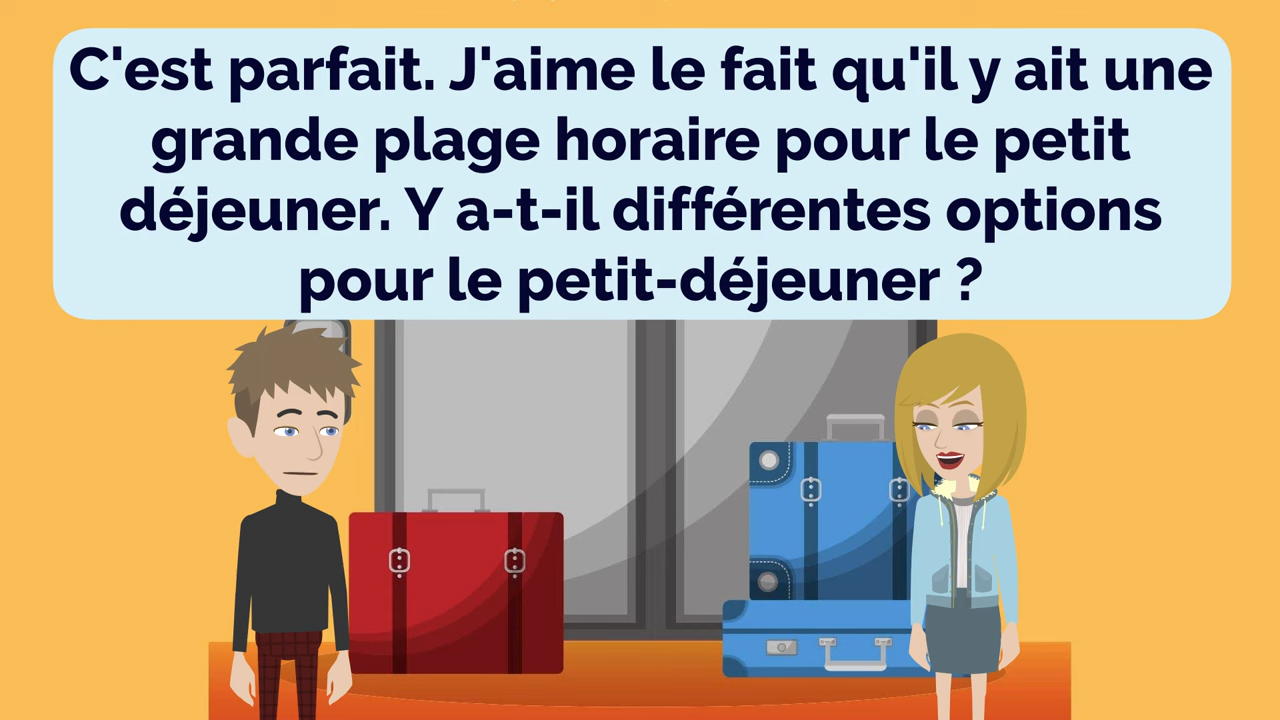 C'est parfait. J'aime le fait qu'il y ait une
grande plage horaire pour le petit
déjeuner. Y a-t-il différentes options
pour le petit-déjeuner ?